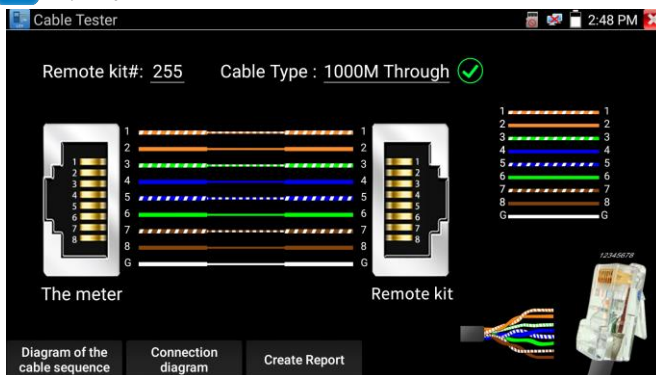 Cable Tester
2:48 PM
Remote kit#: 255 Cable Type : 1000M Through
1 1
2 2
3 3
4 4
5 5
6 6
7 7
8 8
G G
1
2
3
4
5
6
7
8
1 1
2 2
3 3
4 4
5 5
6 6
7 7
8 8
G G
1
2
3
4
5
6
7
8
The meter
Remote kit
12345678
Diagram of the
cable sequence
Connection
diagram
Create Report